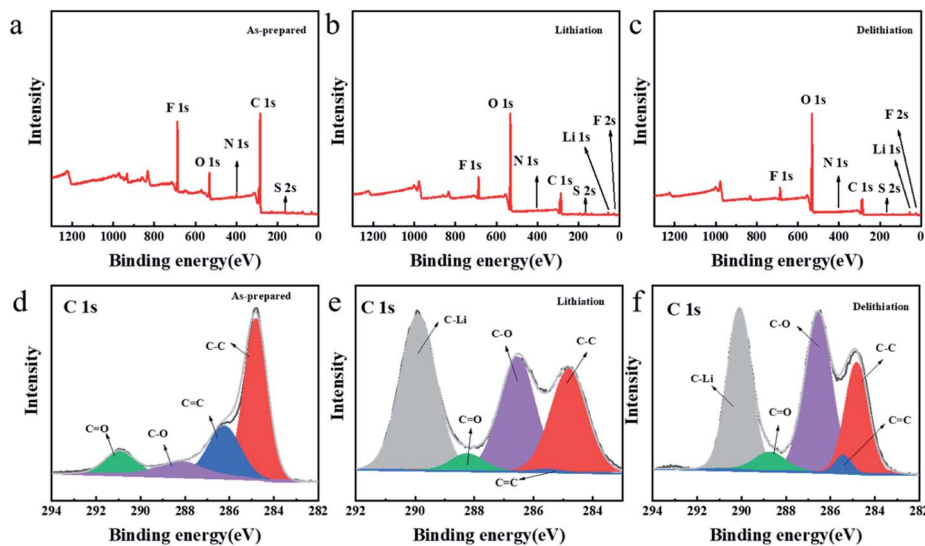 a
As-prepared
F 1s
C 1s
O 1s
N 1s
S 2s
Intensity
1200 1000 800 600 400 200 0
Binding energy(eV)
b
Lithiation
O 1s
F 1s
N 1s
C 1s
S 2s
Li 1s
F 2s
Intensity
1200 1000 800 600 400 200 0
Binding energy(eV)
c
Delithiation
O 1s
F 1s
N 1s
C 1s
S 2s
Li 1s
F 2s
Intensity
1200 1000 800 600 400 200 0
Binding energy(eV)
d
C 1s
As-prepared
C-C
C=C
C-O
C=O
Intensity
294 292 290 288 286 284 282
Binding energy(eV)
e
C 1s
Lithiation
C-Li
C-O
C-C
C=O
C=C
Intensity
292 290 288 286 284
Binding energy(eV)
f
C 1s
Delithiation
C-O
C-C
C-Li
C=O
C=C
Intensity
294 292 290 288 286 284 282
Binding energy(eV)